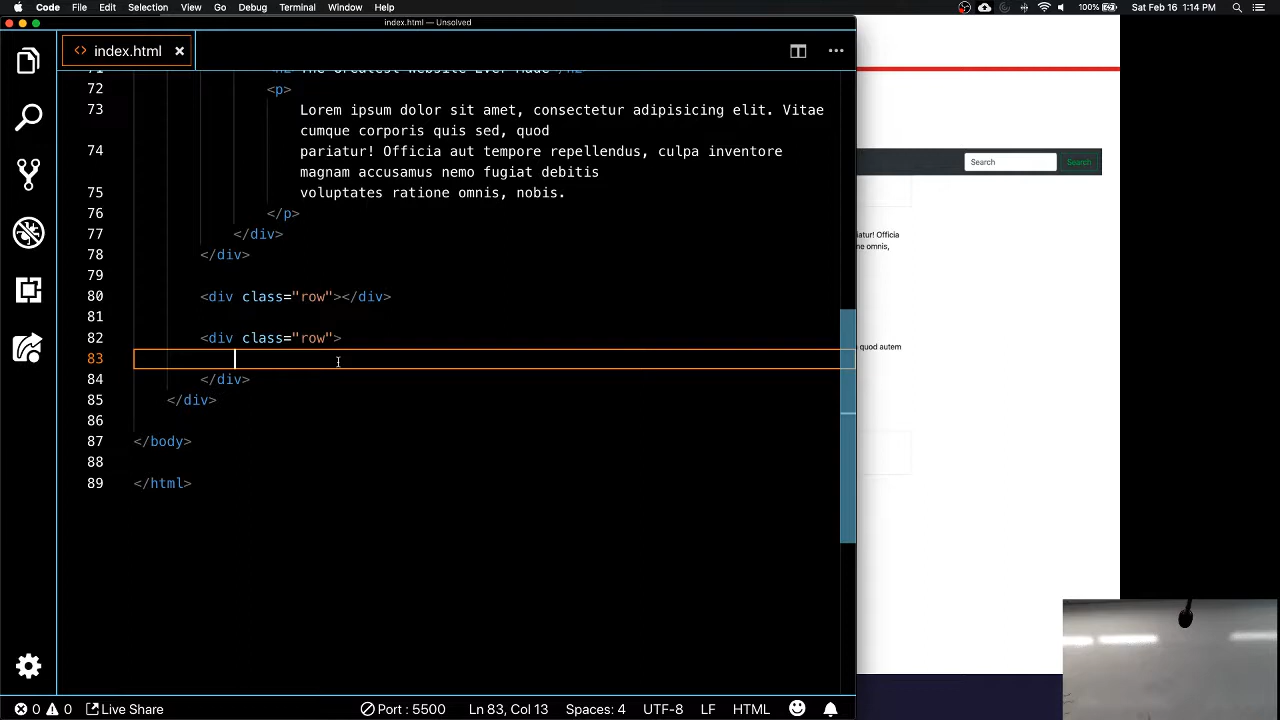 Code File Edit Selection View Go Debug Terminal Window Help 100% Sat Feb 16 1:14 PM
index.html — Unsolved
<> index.html ×
72 <p>
73 Lorem ipsum dolor sit amet, consectetur adipisicing elit. Vitae
cumque corporis quis sed, quod
74 pariatur! Officia aut tempore repellendus, culpa inventore
magnam accusamus nemo fugiat debitis
75 voluptates ratione omnis, nobis.
76 </p>
77 </div>
78 </div>
79
80 <div class="row"></div>
81
82 <div class="row">
83
84 </div>
85 </div>
86
87 </body>
88
89 </html>
Search Search
iatur! Officia
ne omnis,
quod autem
0 0 Live Share Port : 5500 Ln 83, Col 13 Spaces: 4 UTF-8 LF HTML